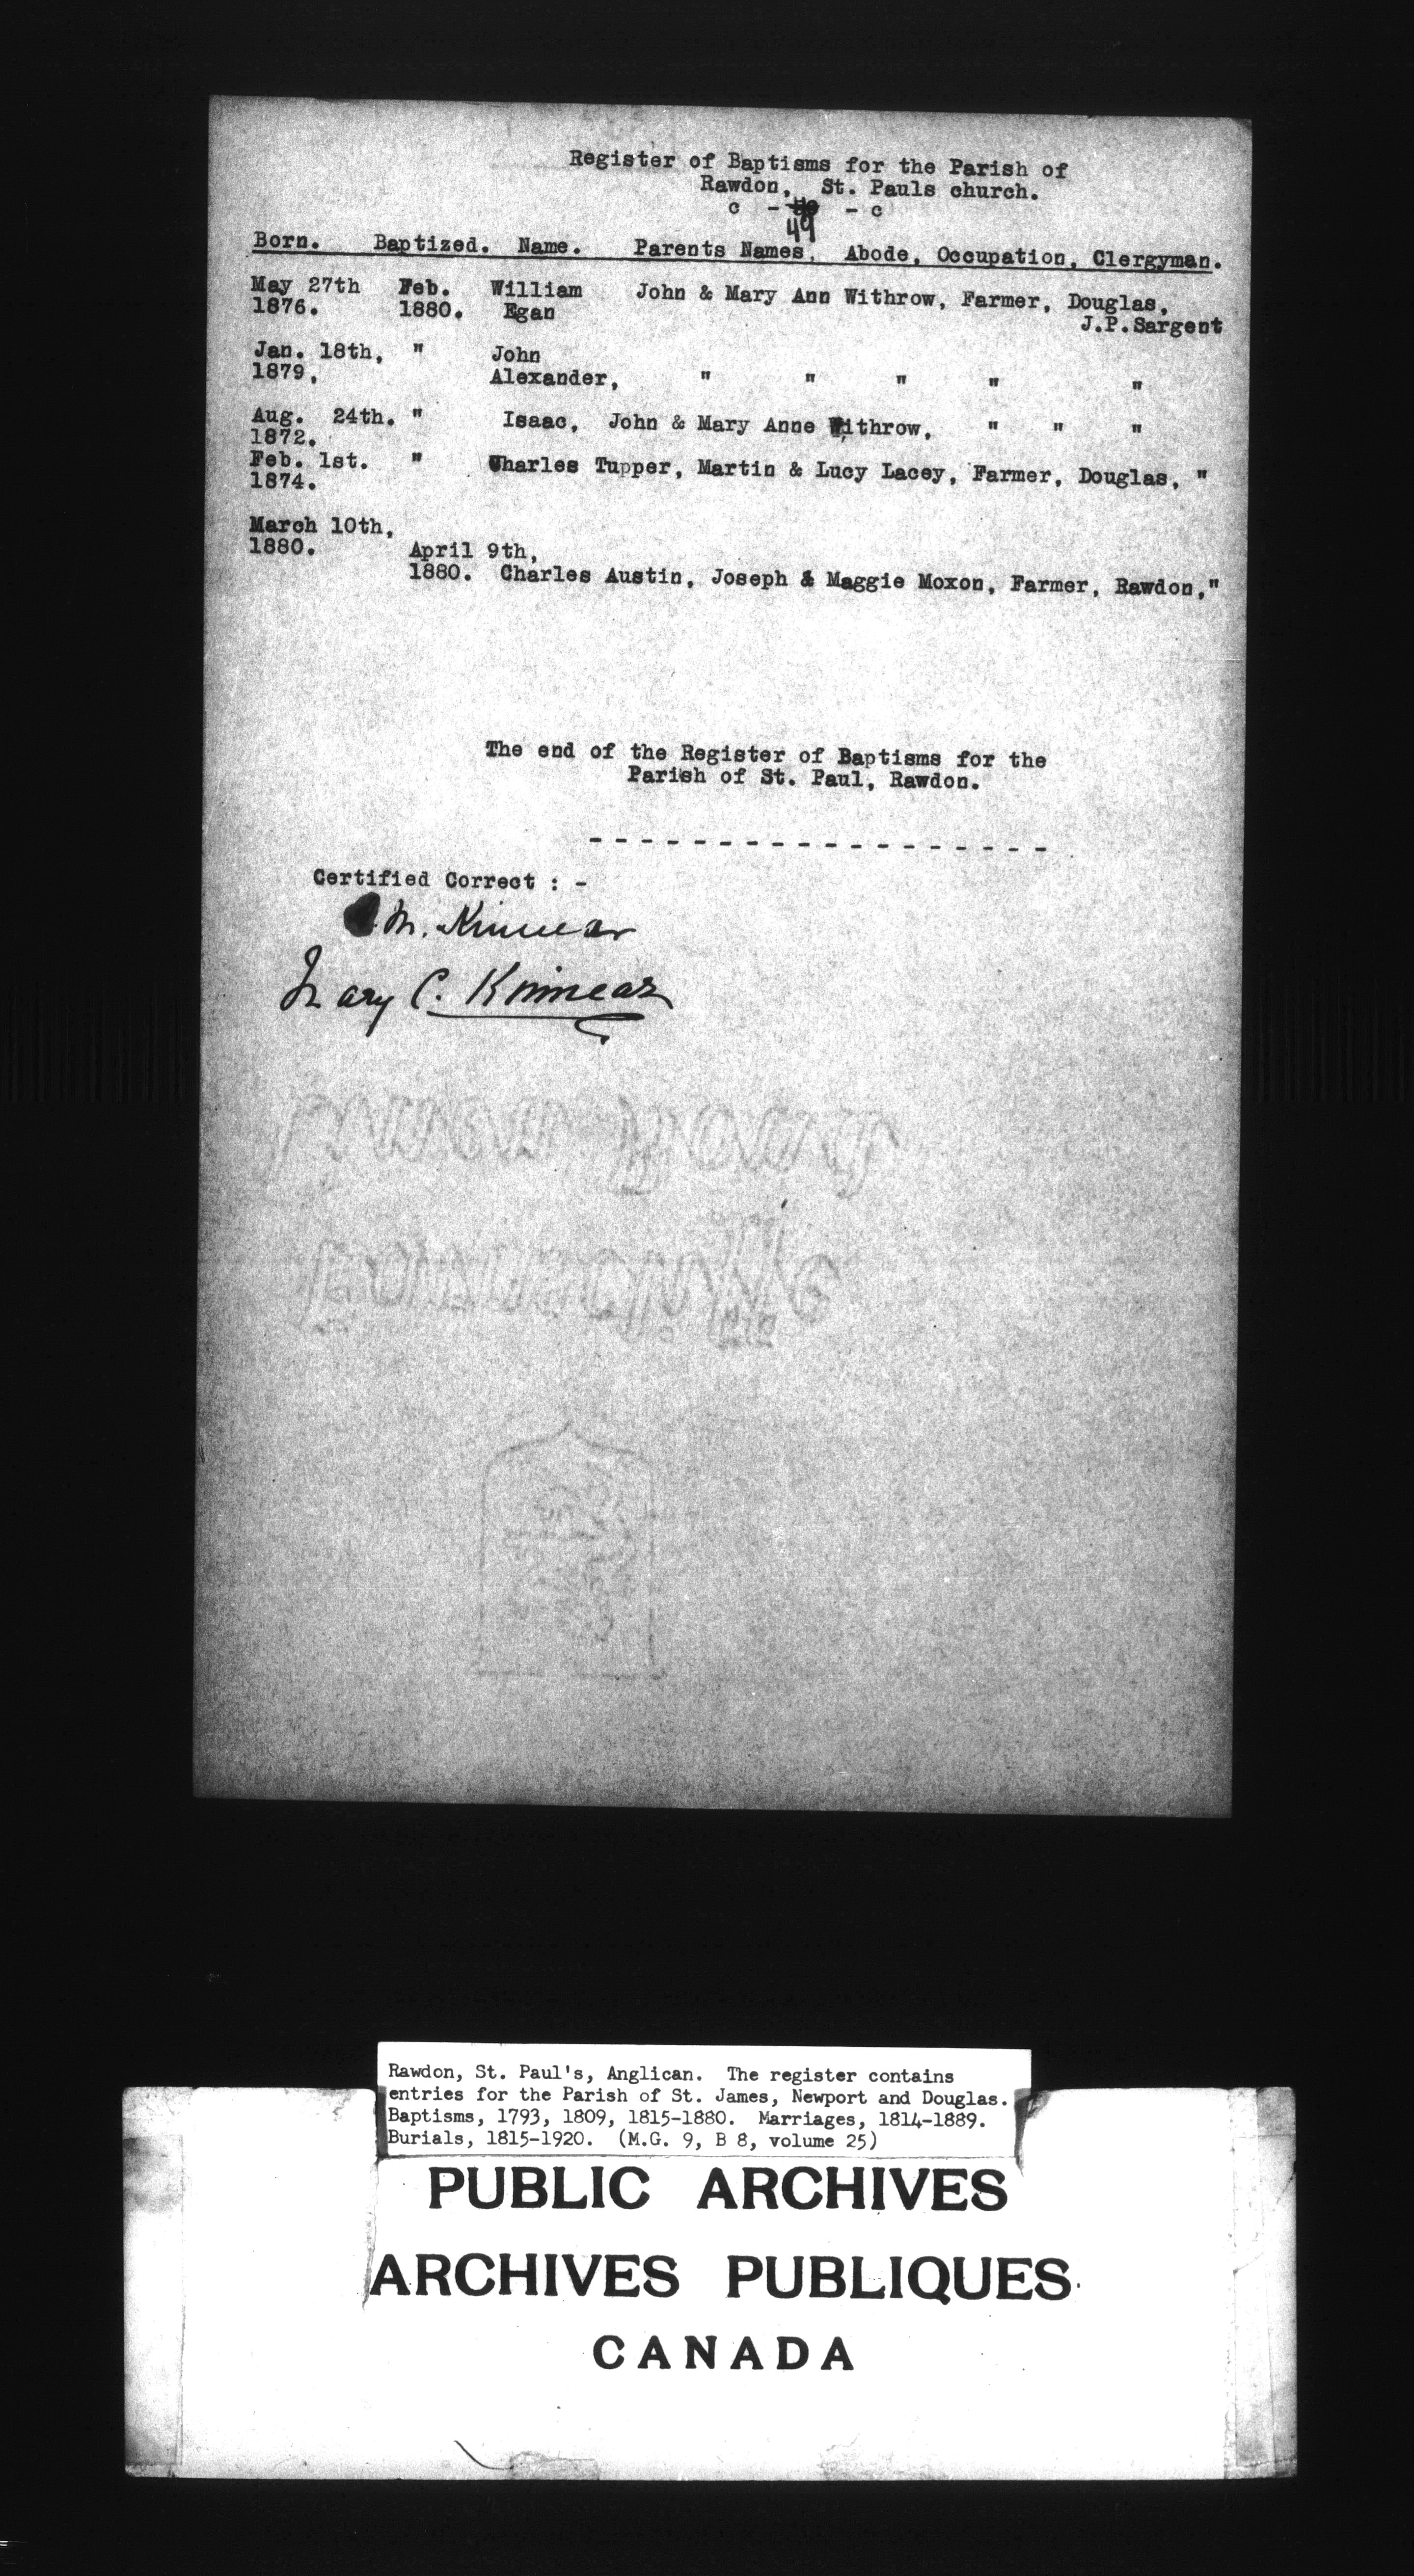 Register of Baptisms for the Parish of
Rawdon, St. Pauls church.
c - - c
49
Born. Baptized. Name. Parents Names, Abode, Occupation, Clergyman.
May 27th Feb. William John & Mary Ann Withrow, Farmer, Douglas,
1876. 1880. Egan J.P.Sargent
Jan. 18th, " John
1879, Alexander, " " " " "
Aug. 24th. " Isaac, John & Mary Anne Withrow, " " "
1872.
Feb. 1st. " Charles Tupper, Martin & Lucy Lacey, Farmer, Douglas, "
1874.
March 10th,
1880. April 9th,
1880. Charles Austin, Joseph & Maggie Moxon, Farmer, Rawdon,"
The end of the Register of Baptisms for the
Parish of St. Paul, Rawdon.
- - - - - - - - - - - - - - - - - -
Certified Correct : -
M. Kinnear
Mary C. Kinnear
Rawdon, St. Paul's, Anglican. The register contains
entries for the Parish of St. James, Newport and Douglas.
Baptisms, 1793, 1809, 1815-1880. Marriages, 1814-1889.
Burials, 1815-1920. (M.G. 9, B 8, volume 25)
PUBLIC ARCHIVES
ARCHIVES PUBLIQUES
CANADA